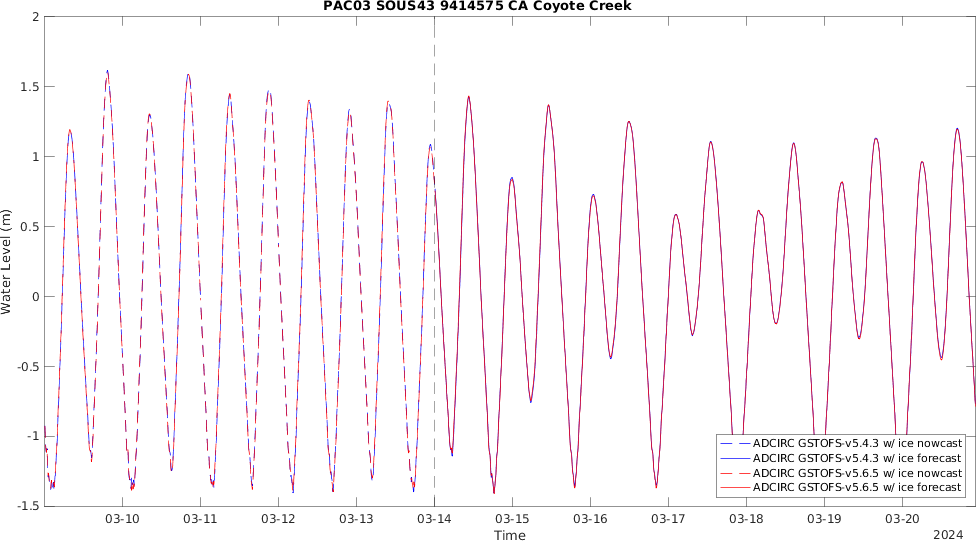 PAC03 SOUS43 9414575 CA Coyote Creek
2
1.5
1
0.5
0
-0.5
-1
-1.5
Water Level (m)
03-10 03-11 03-12 03-13 03-14 03-15 03-16 03-17 03-18 03-19 03-20
Time
2024
ADCIRC GSTOFS-v5.4.3 w/ ice nowcast
ADCIRC GSTOFS-v5.4.3 w/ ice forecast
ADCIRC GSTOFS-v5.6.5 w/ ice nowcast
ADCIRC GSTOFS-v5.6.5 w/ ice forecast